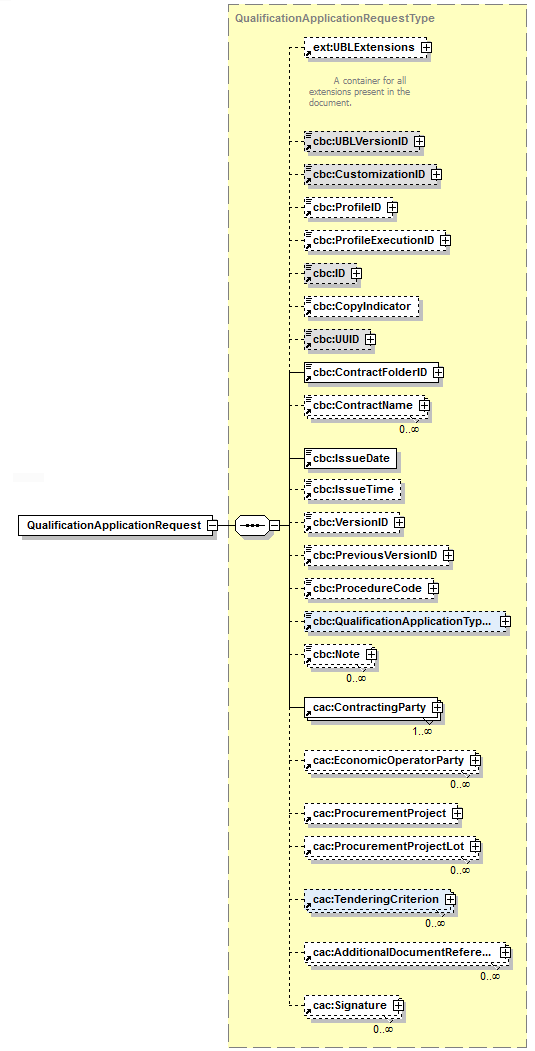 QualificationApplicationRequestType
ext:UBLExtensions
A container for all
extensions present in the
document.
cbc:UBLVersionID
cbc:CustomizationID
cbc:ProfileID
cbc:ProfileExecutionID
cbc:ID
cbc:CopyIndicator
cbc:UUID
cbc:ContractFolderID
cbc:ContractName
0..∞
cbc:IssueDate
cbc:IssueTime
QualificationApplicationRequest
cbc:VersionID
cbc:PreviousVersionID
cbc:ProcedureCode
cbc:QualificationApplicationTyp...
cbc:Note
0..∞
cac:ContractingParty
1..∞
cac:EconomicOperatorParty
0..∞
cac:ProcurementProject
cac:ProcurementProjectLot
0..∞
cac:TenderingCriterion
0..∞
cac:AdditionalDocumentRefere...
0..∞
cac:Signature
0..∞